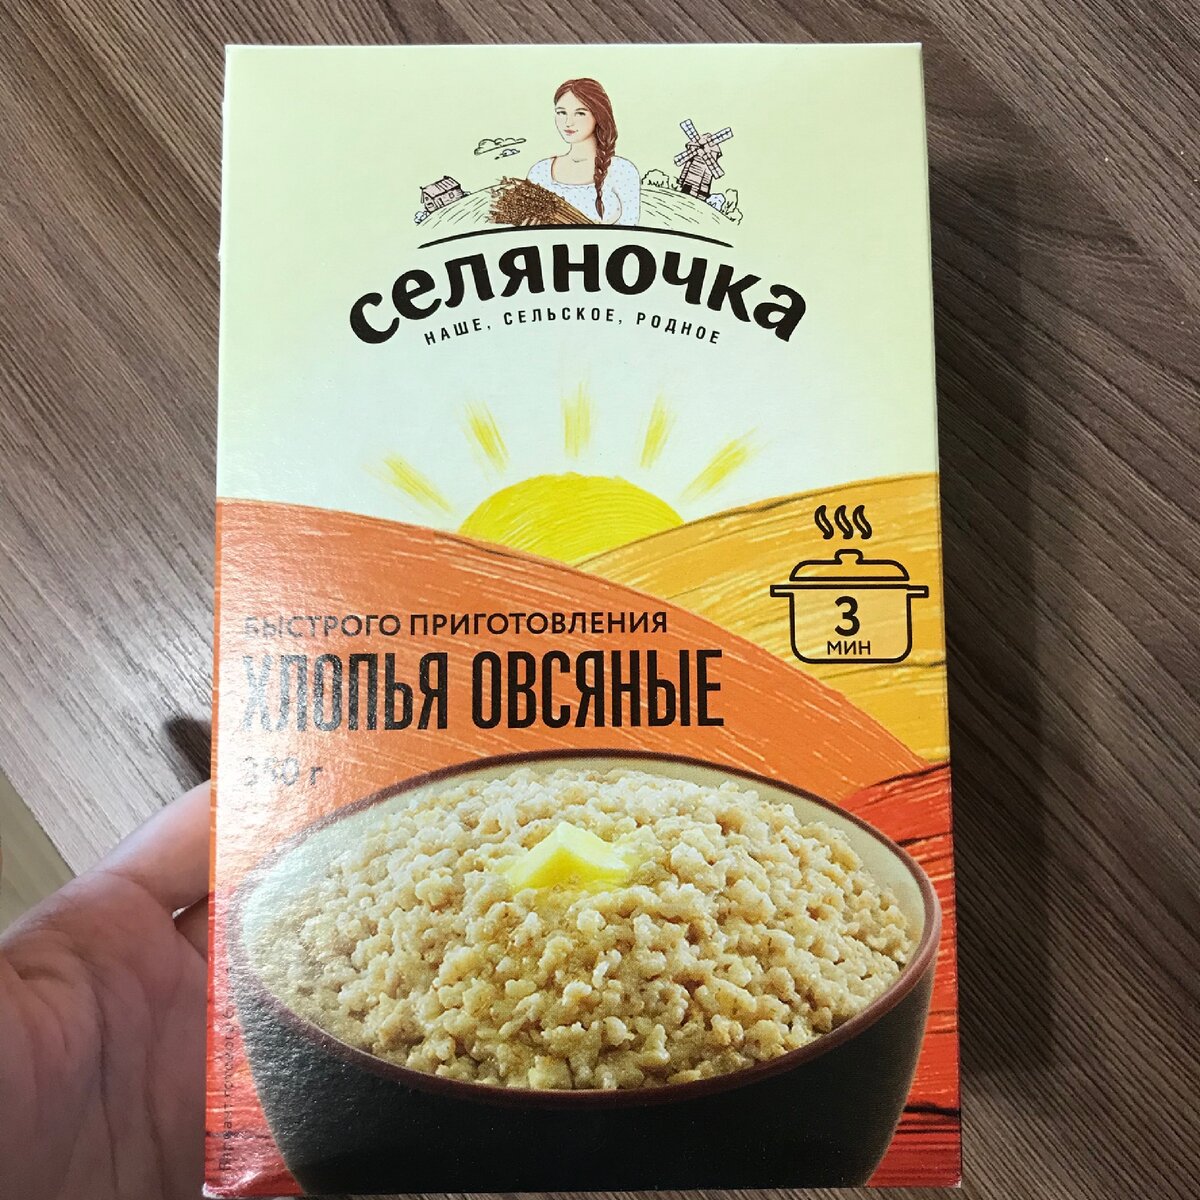 селяночка
НАШЕ, СЕЛЬСКОЕ, РОДНОЕ
3
МИН
БЫСТРОГО ПРИГОТОВЛЕНИЯ
ХЛОПЬЯ ОВСЯНЫЕ
г